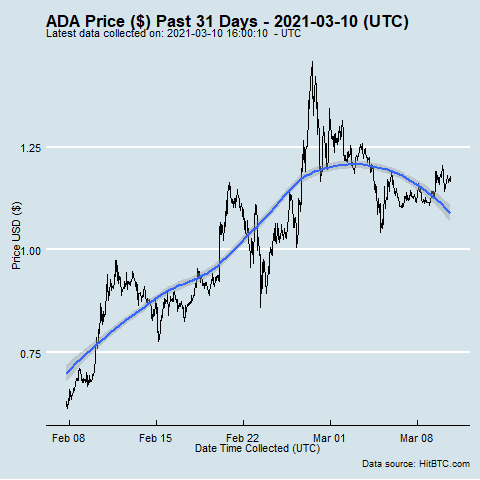 ADA Price ($) Past 31 Days - 2021-03-10 (UTC)
Latest data collected on: 2021-03-10 16:00:10 - UTC
1.25
1.00
0.75
Price USD ($)
Feb 08 Feb 15 Feb 22 Mar 01 Mar 08
Date Time Collected (UTC)
Data source: HitBTC.com